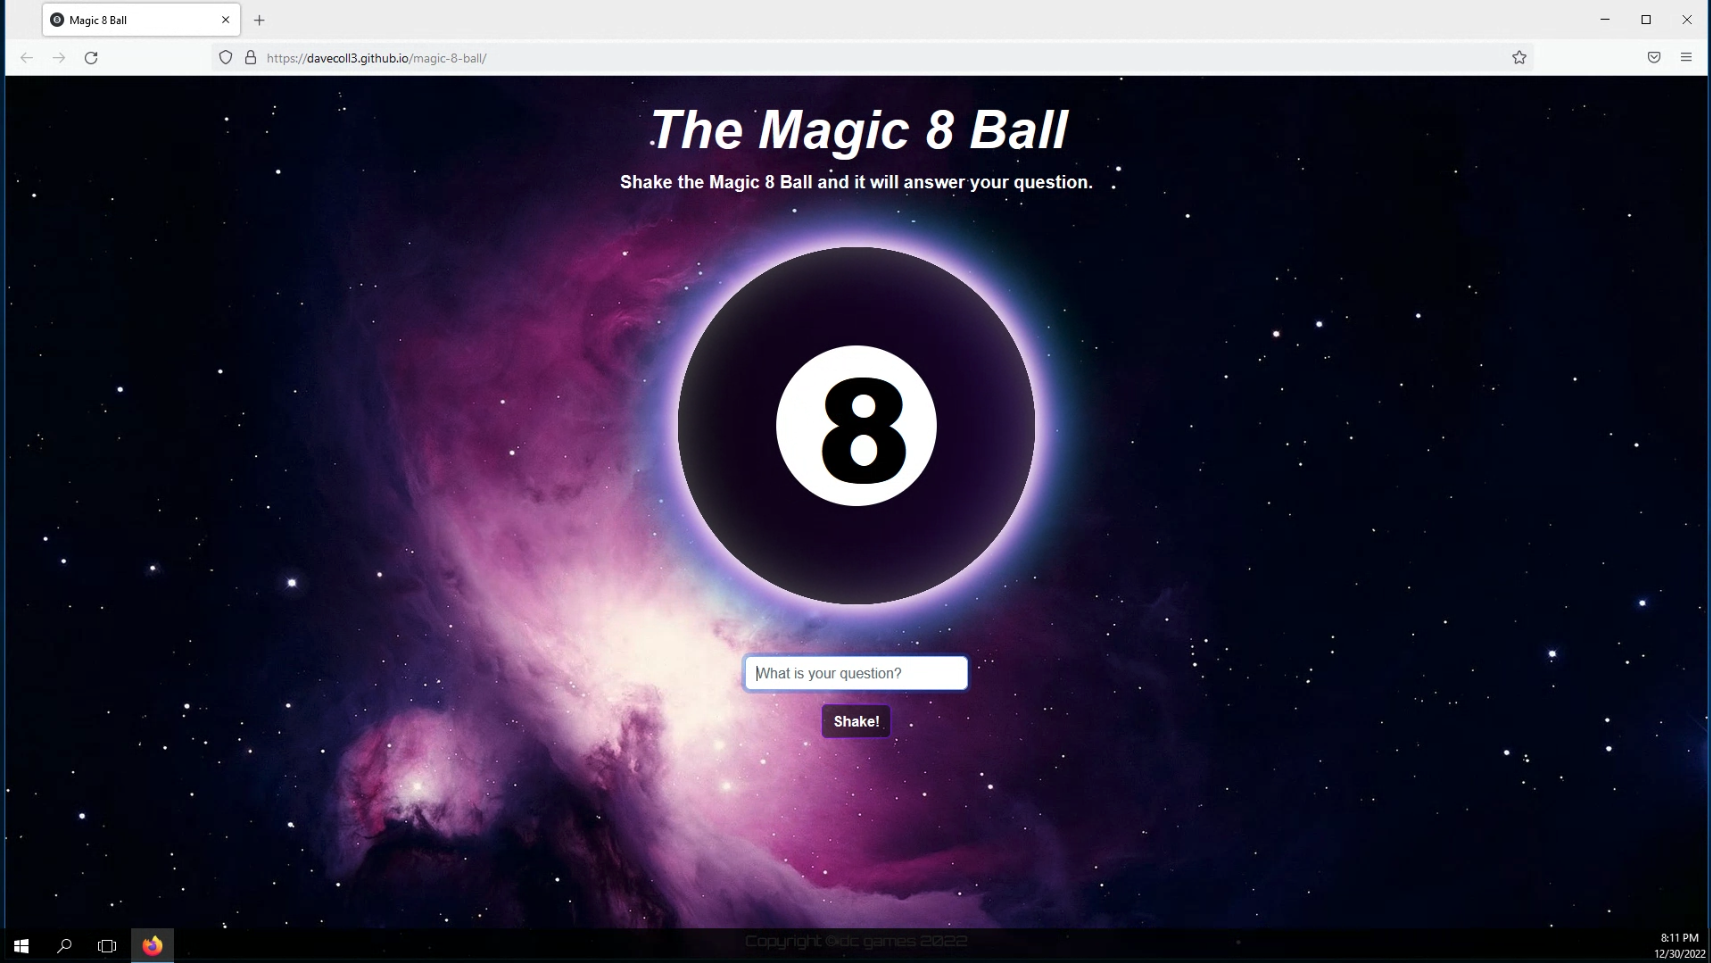 Magic 8 Ball
https://davecoll3.github.io/magic-8-ball/
The Magic 8 Ball
Shake the Magic 8 Ball and it will answer your question.
8
What is your question?
Shake!
Copyright ©dc games 2022
8:11 PM
12/30/2022